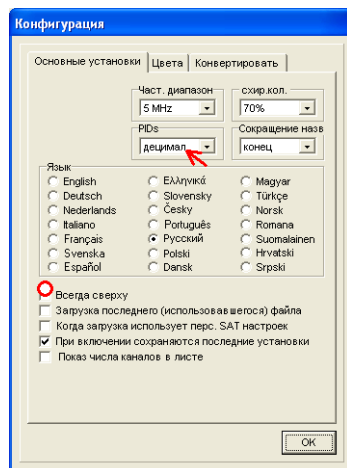 Конфигурация
Основные установки Цвета Конвертировать
Част. диапазон схир.кол.
5 MHz 70%
PIDs Сокращение назв
децимал конец
Язык
English Ελληνικά Magyar
Deutsch Slovensky Türkçe
Nederlands Česky Norsk
Italiano Português Romana
Français Русский Suomalainen
Svenska Polski Hrvatski
Español Dansk Srpski
Всегда сверху
Загрузка последнего (использовавшегося) файла
Когда загрузка использует перс. SAT настроек
При включении сохраняются последние установки
Показ числа каналов в листе
OK